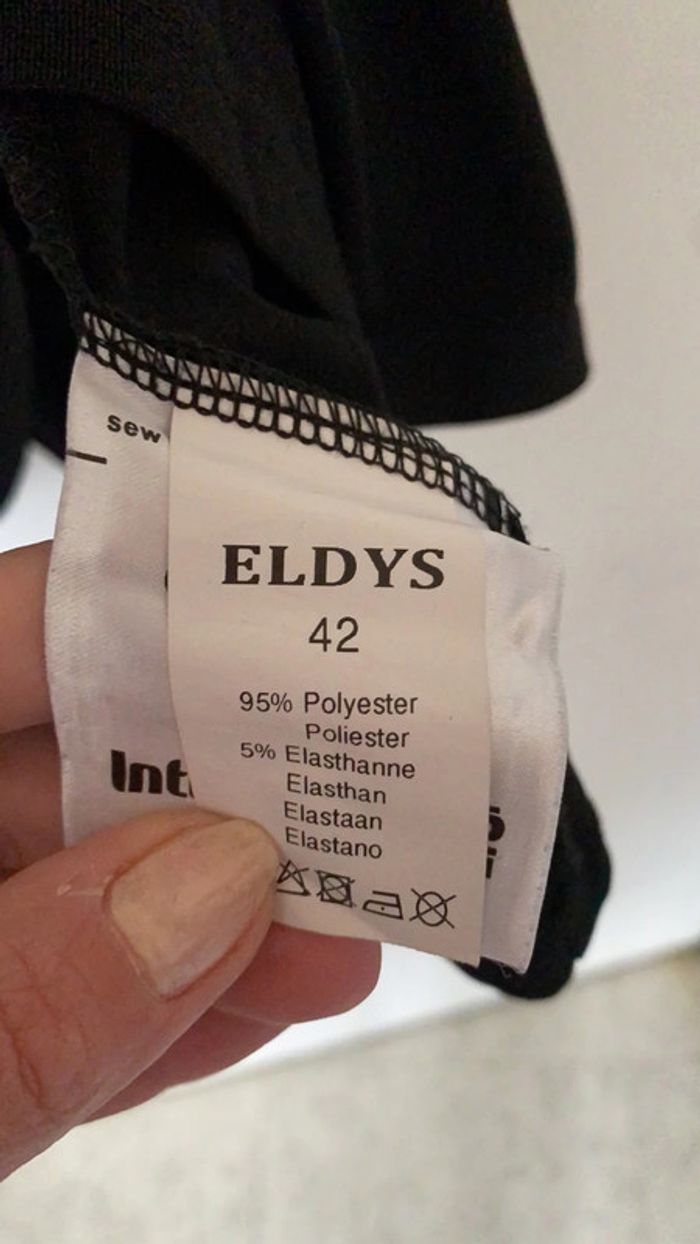 sew
ELDYS
42
95% Polyester
Poliester
5% Elasthanne
Elasthan
Elastaan
Elastano